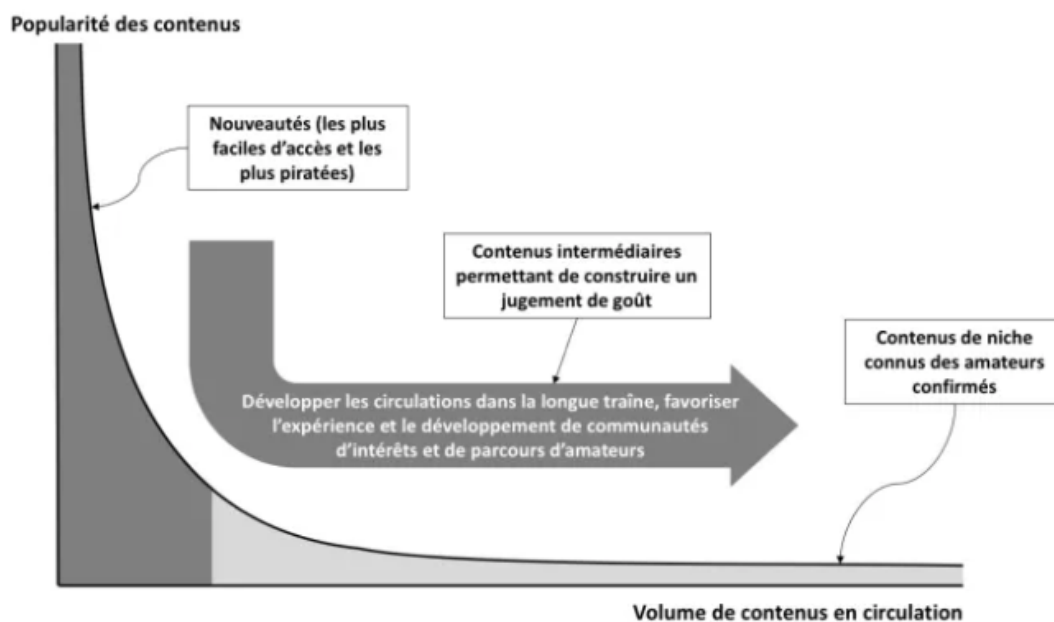 Popularité des contenus
Nouveautés (les plus
faciles d'accès et les
plus piratées)
Contenus intermédiaires
permettant de construire un
jugement de goût
Contenus de niche
connus des amateurs
confirmés
Développer les circulations dans la longue traîne, favoriser
l'expérience et le développement de communautés
d'intérêts et de parcours d'amateurs
Volume de contenus en circulation